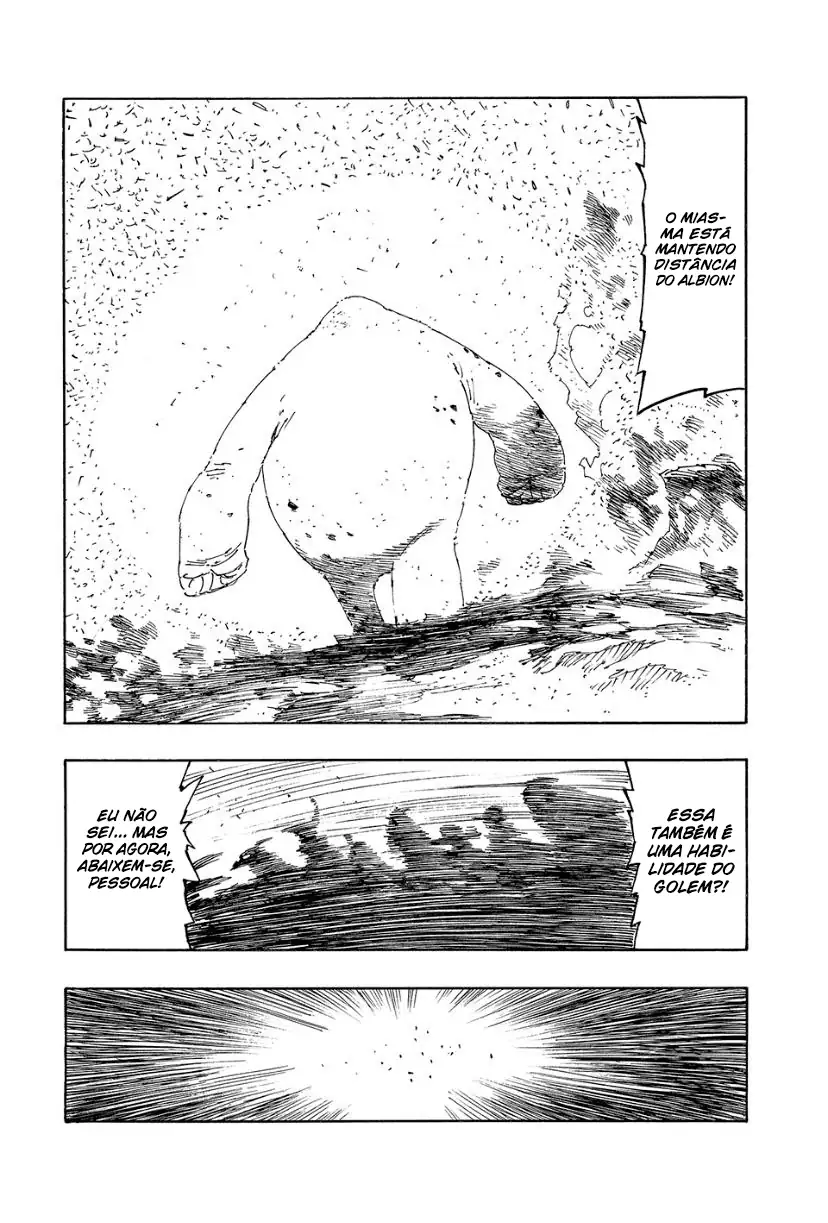 O MIAS-
MA ESTÁ
MANTENDO
DISTÂNCIA
DO ALBION!
ESSA
TAMBÉM É
UMA HABI-
LIDADE DO
GOLEM?!
EU NÃO
SEI... MAS
POR AGORA,
ABAIXEM-SE,
PESSOAL!